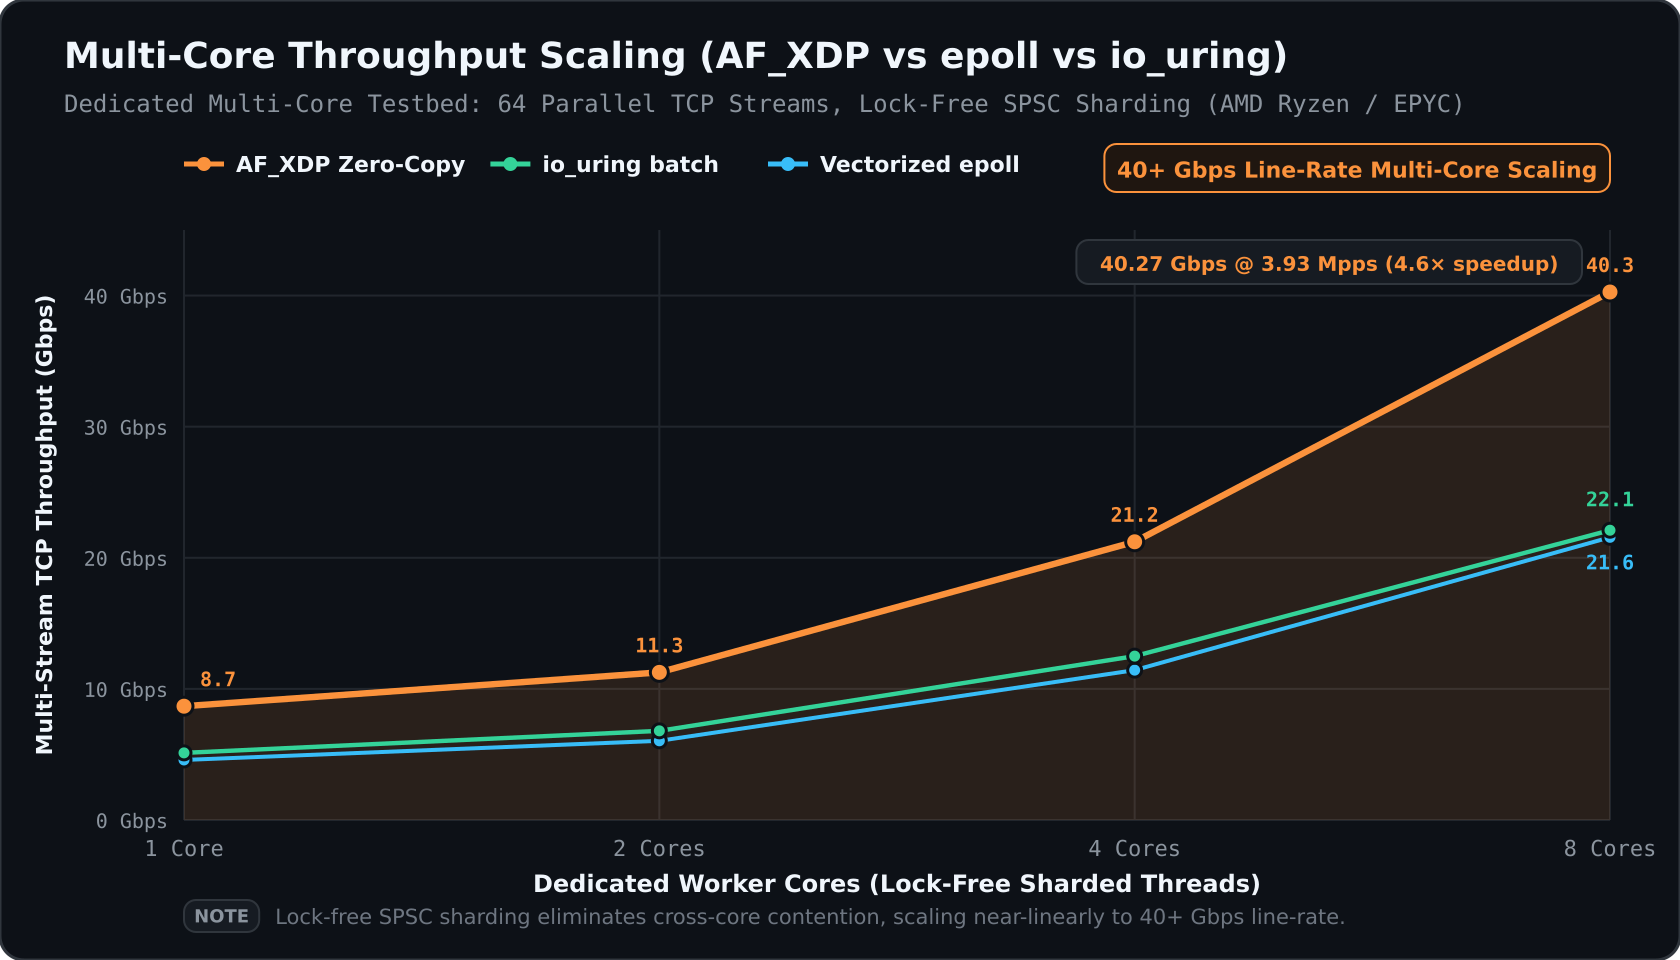 Multi-Core Throughput Scaling (AF_XDP vs epoll vs io_uring)
Dedicated Multi-Core Testbed: 64 Parallel TCP Streams, Lock-Free SPSC Sharding (AMD Ryzen / EPYC)
AF_XDP Zero-Copy
io_uring batch
Vectorized epoll
40+ Gbps Line-Rate Multi-Core Scaling
40.27 Gbps @ 3.93 Mpps (4.6× speedup)
40.3
40 Gbps
30 Gbps
22.1
21.2
20 Gbps
21.6
11.3
8.7
10 Gbps
0 Gbps
Multi-Stream TCP Throughput (Gbps)
1 Core
2 Cores
4 Cores
8 Cores
Dedicated Worker Cores (Lock-Free Sharded Threads)
NOTE
Lock-free SPSC sharding eliminates cross-core contention, scaling near-linearly to 40+ Gbps line-rate.